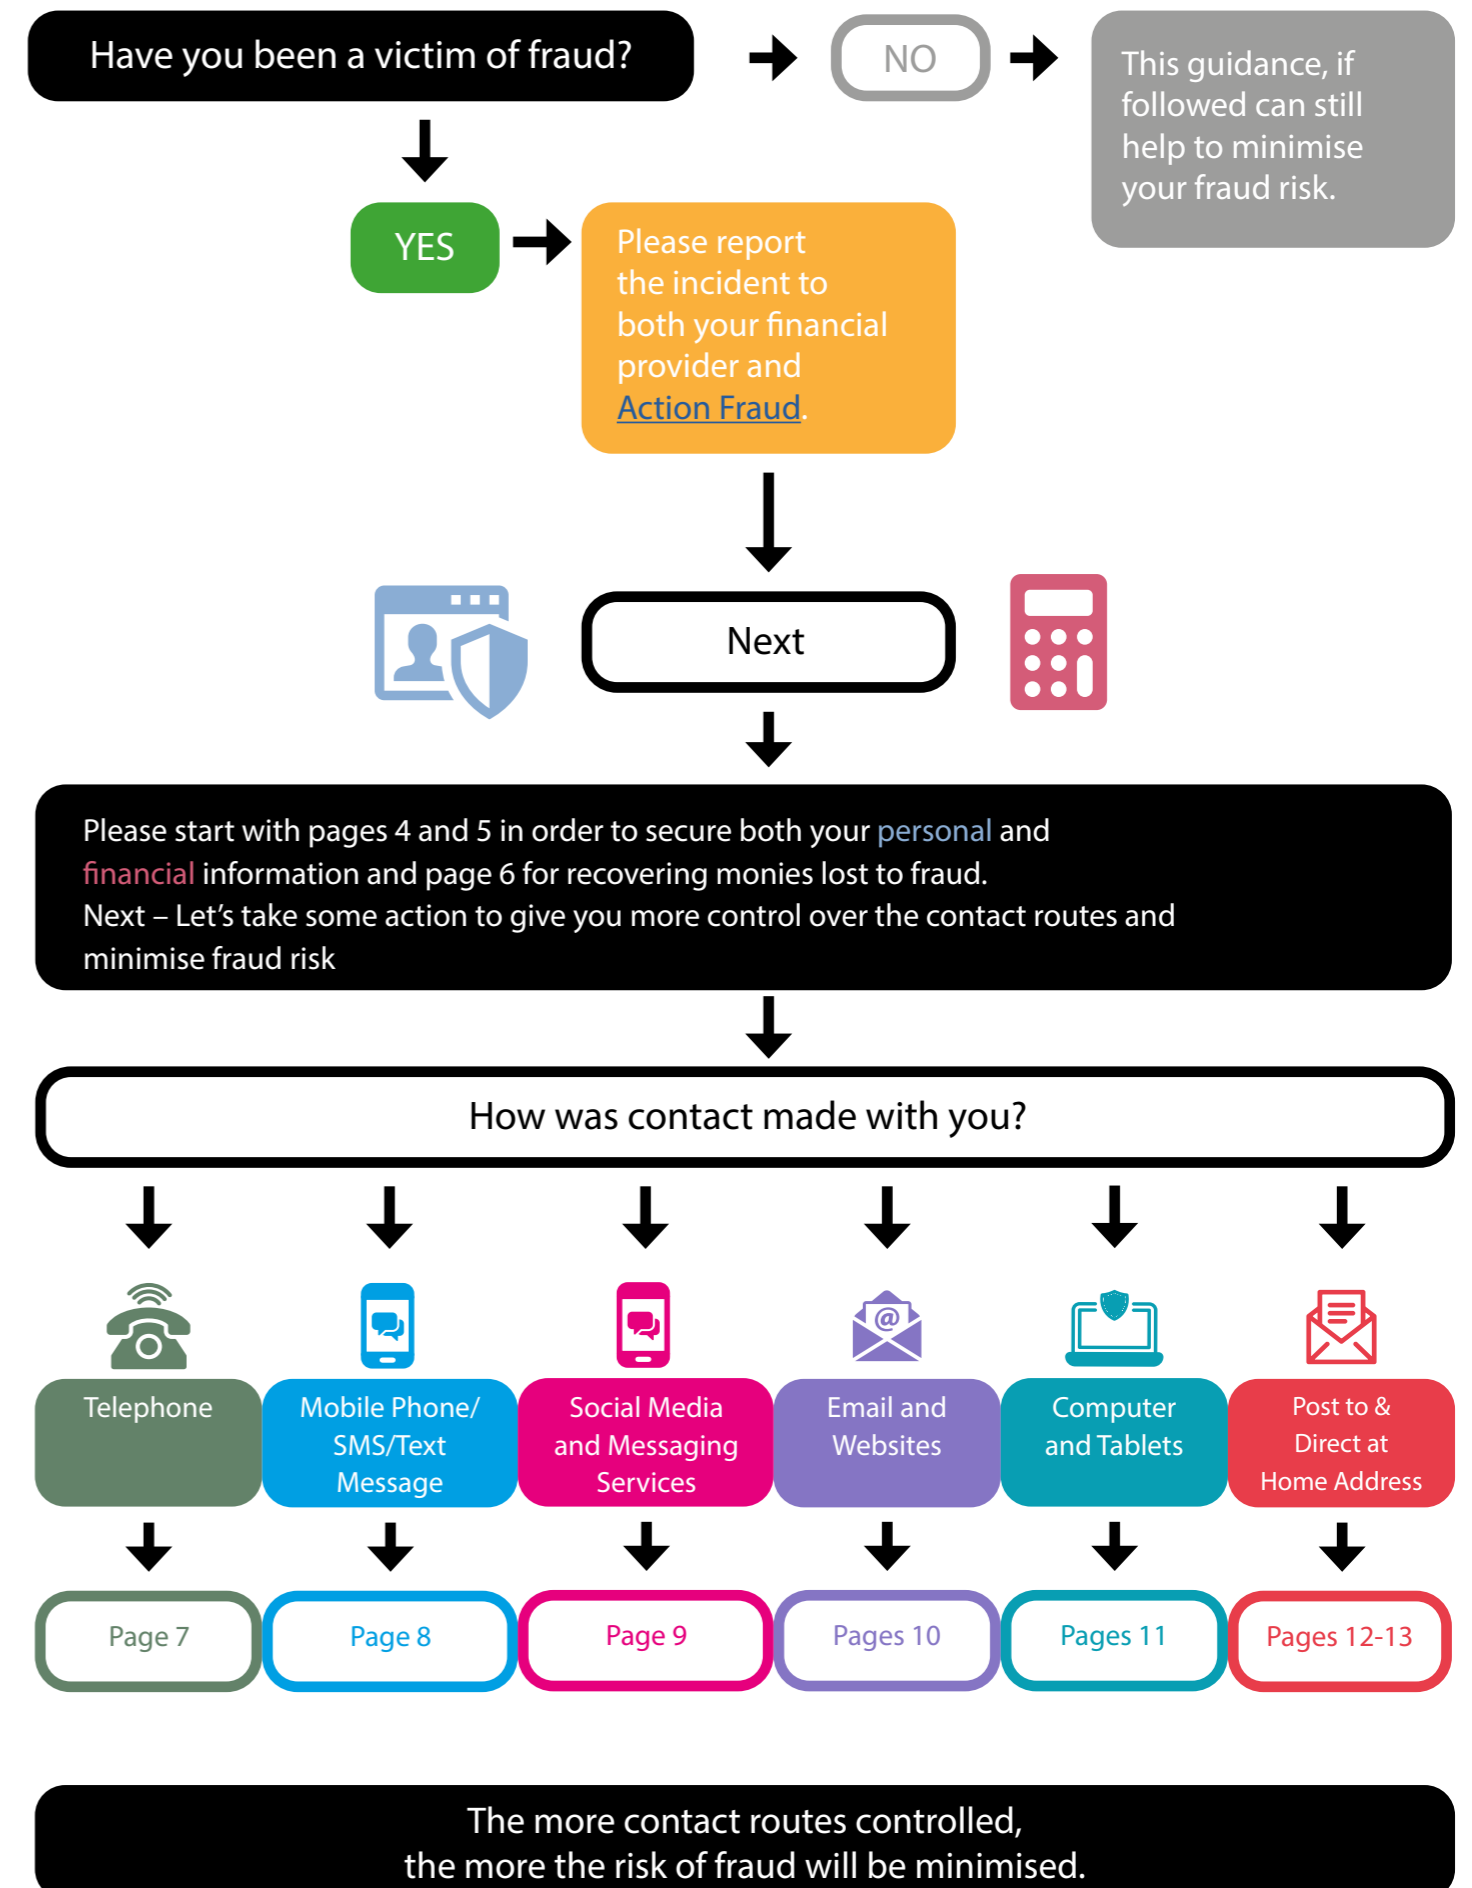 Have you been a victim of fraud?
NO
This guidance, if
followed can still
help to minimise
your fraud risk.
YES
Please report
the incident to
both your financial
provider and
Action Fraud.
Next
Please start with pages 4 and 5 in order to secure both your personal and
financial information and page 6 for recovering monies lost to fraud.
Next – Let's take some action to give you more control over the contact routes and
minimise fraud risk
How was contact made with you?
Telephone
Mobile Phone/
SMS/Text
Message
Social Media
and Messaging
Services
Email and
Websites
Computer
and Tablets
Post to &
Direct at
Home Address
Page 7
Page 8
Page 9
Pages 10
Pages 11
Pages 12-13
The more contact routes controlled,
the more the risk of fraud will be minimised.